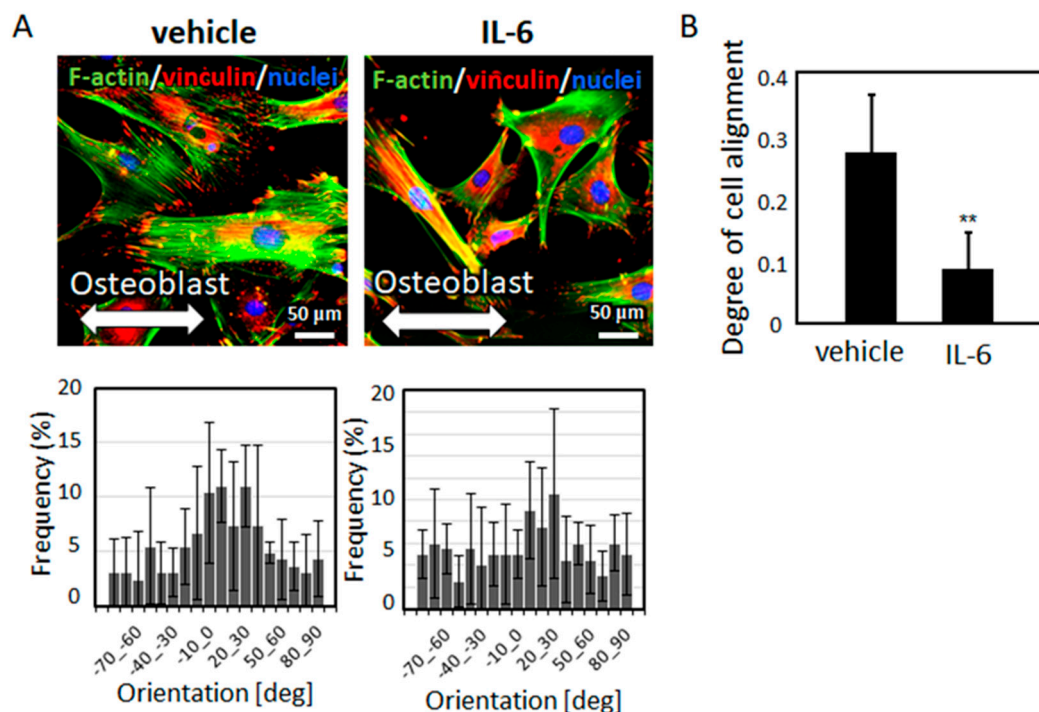 A
vehicle
IL-6
B
F-actin/vinculin/nuclei
F-actin/viñculin/nuclei
Osteoblast
50 μm
Osteoblast
50 μm
Degree of cell alignment
0.4
0.3
0.2
0.1
0
**
vehicle
IL-6
Frequency (%)
20
15
10
5
0
-70_-60
-40_-30
-10_0
20_30
50_60
80_90
Orientation [deg]
Frequency (%)
20
15
10
5
0
-70_-60
-40_-30
-10_0
20_30
50_60
80_90
Orientation [deg]